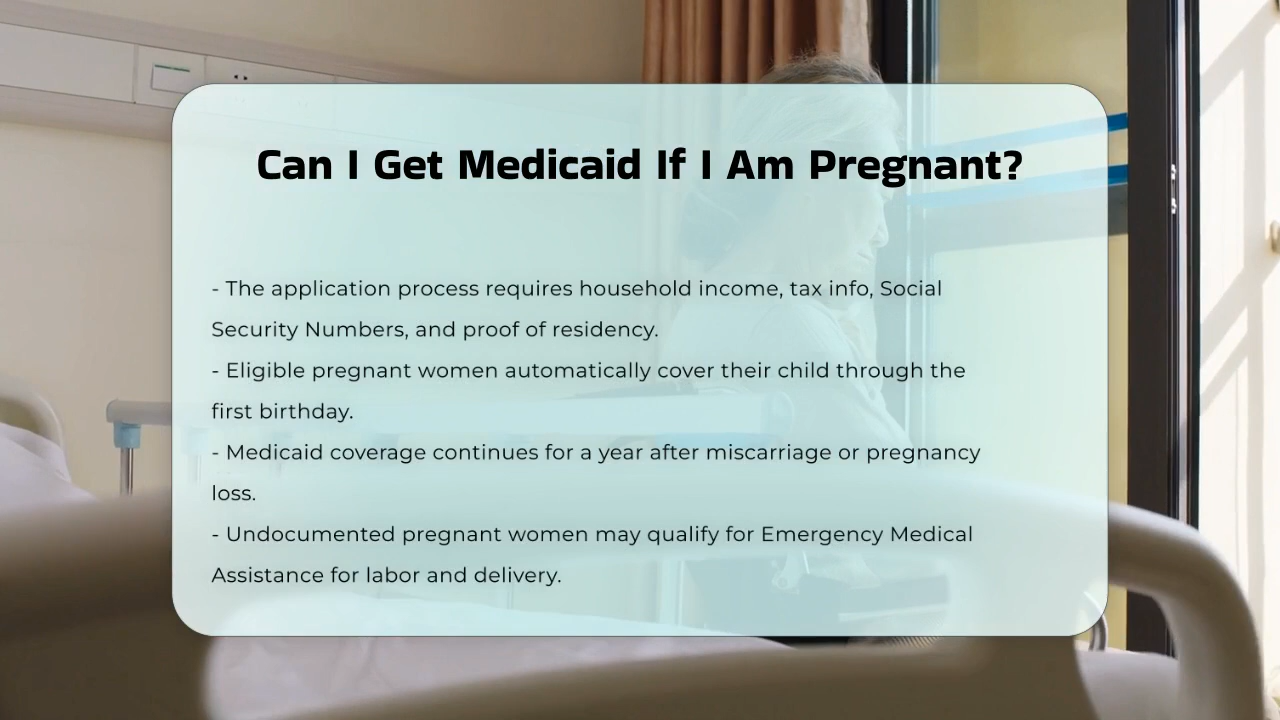 Can I Get Medicaid If I Am Pregnant?
- The application process requires household income, tax info, Social
Security Numbers, and proof of residency.
- Eligible pregnant women automatically cover their child through the
first birthday.
- Medicaid coverage continues for a year after miscarriage or pregnancy
loss.
- Undocumented pregnant women may qualify for Emergency Medical
Assistance for labor and delivery.